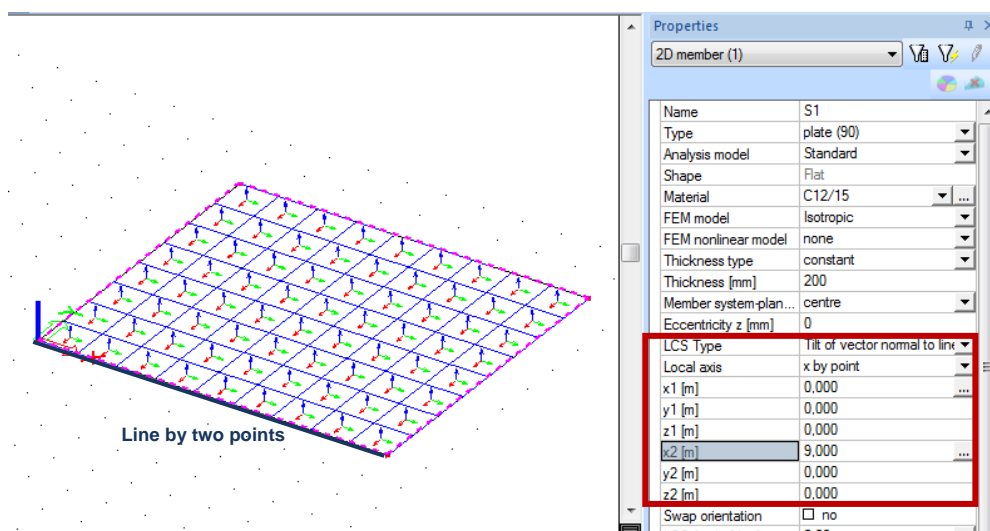 Properties
2D member (1)
Name S1
Type plate (90)
Analysis model Standard
Shape Flat
Material C12/15 ...
FEM model Isotropic
FEM nonlinear model none
Thickness type constant
Thickness [mm] 200
Member system-plan... centre
Eccentricity z [mm] 0
LCS Type Tilt of vector normal to line
Local axis x by point
x1 [m] 0,000 ...
y1 [m] 0,000
z1 [m] 0,000
x2 [m] 9,000 ...
y2 [m] 0,000
z2 [m] 0,000
Swap orientation no
Line by two points